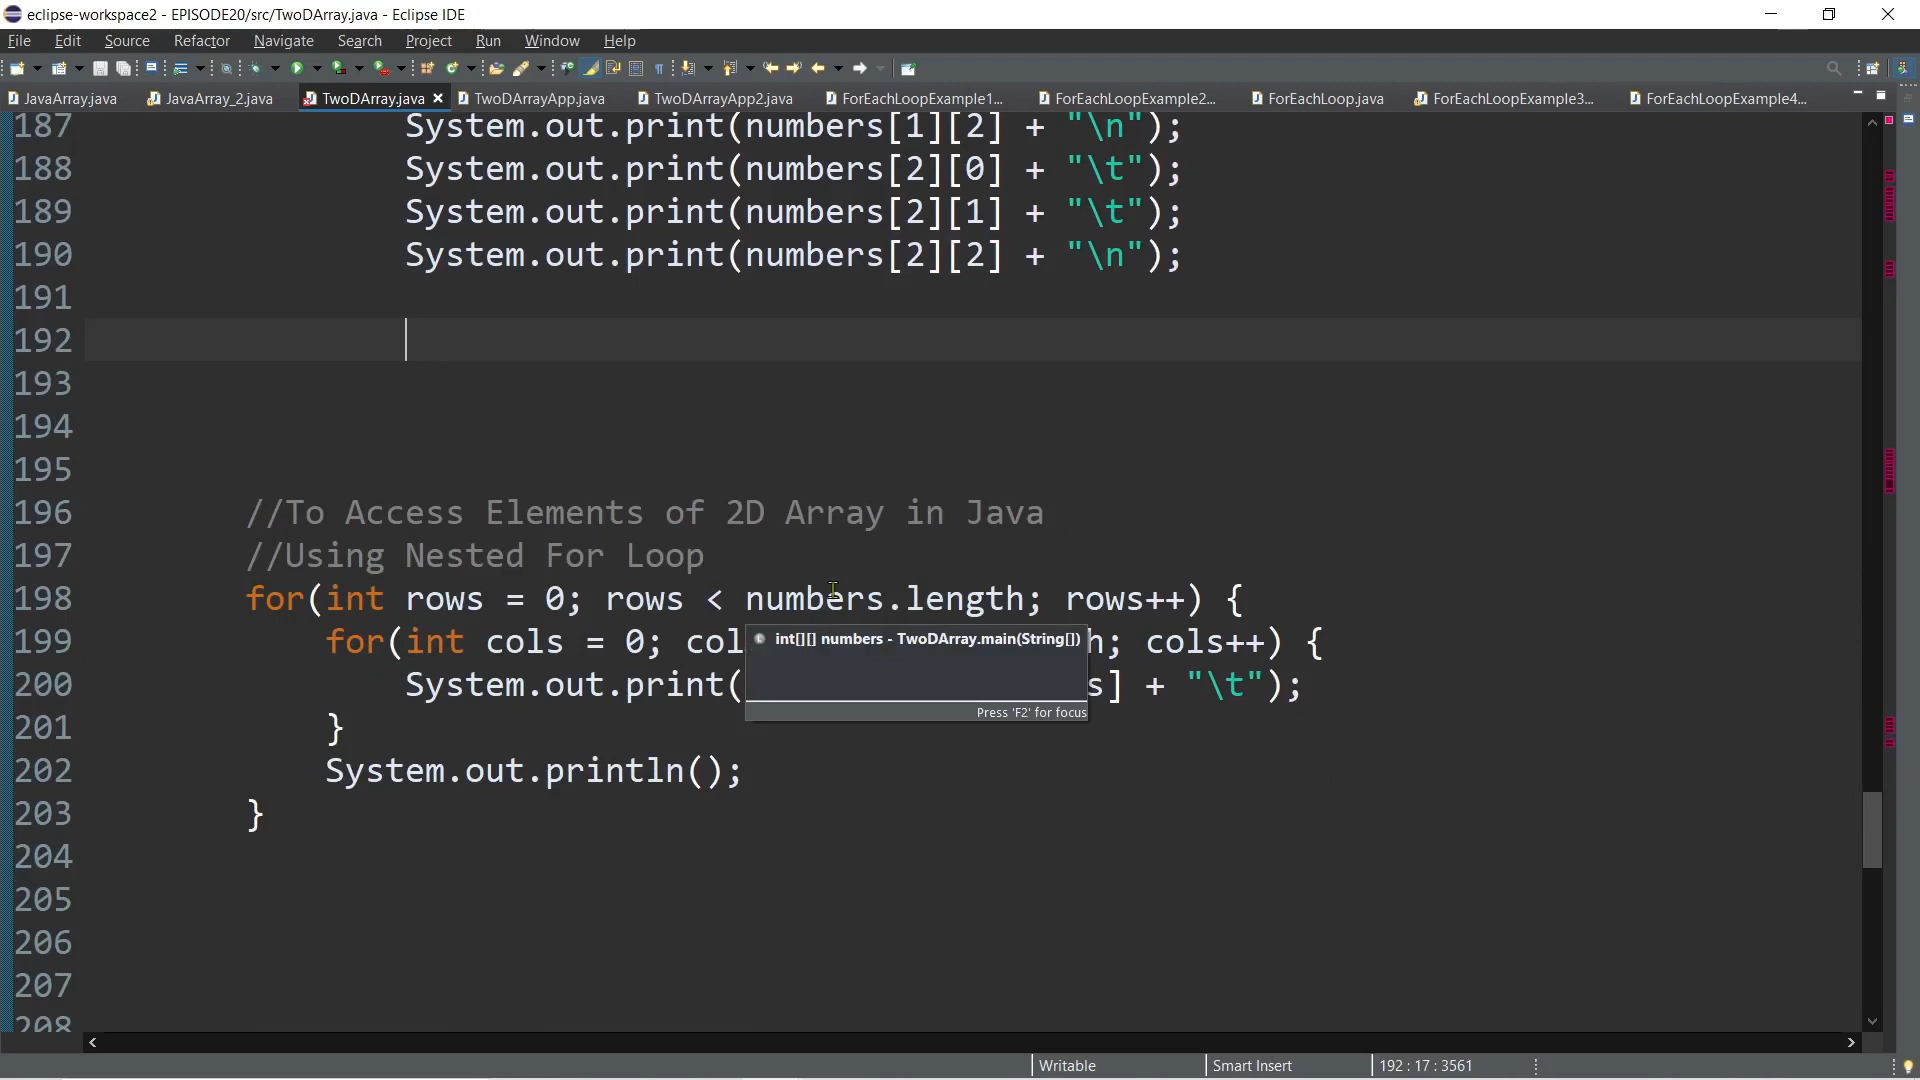 eclipse-workspace2 - EPISODE20/src/TwoDArray.java - Eclipse IDE
File Edit Source Refactor Navigate Search Project Run Window Help
JavaArray.java JavaArray_2.java TwoDArray.java TwoDArrayApp.java TwoDArrayApp2.java ForEachLoopExample1... ForEachLoopExample2... ForEachLoop.java ForEachLoopExample3... ForEachLoopExample4...
187 System.out.print(numbers[1][2] + "\n");
188 System.out.print(numbers[2][0] + "\t");
189 System.out.print(numbers[2][1] + "\t");
190 System.out.print(numbers[2][2] + "\n");
191
192
193
194
195
196 //To Access Elements of 2D Array in Java
197 //Using Nested For Loop
198 for(int rows = 0; rows < numbers.length; rows++) {
199 for(int cols = 0; col h; cols++) {
int[][] numbers - TwoDArray.main(String[])
200 System.out.print( s] + "\t");
Press 'F2' for focus
201 }
202 System.out.println();
203 }
204
205
206
207
208
Writable Smart Insert 192 : 17 : 3561